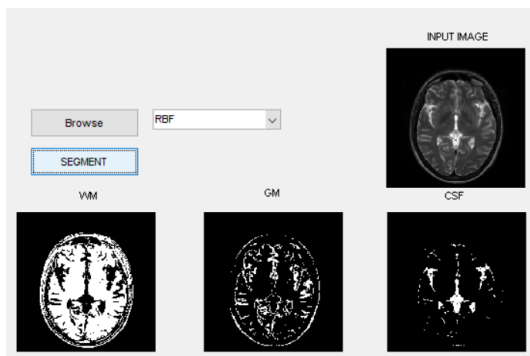 INPUT IMAGE
Browse
RBF
SEGMENT
WM
GM
CSF